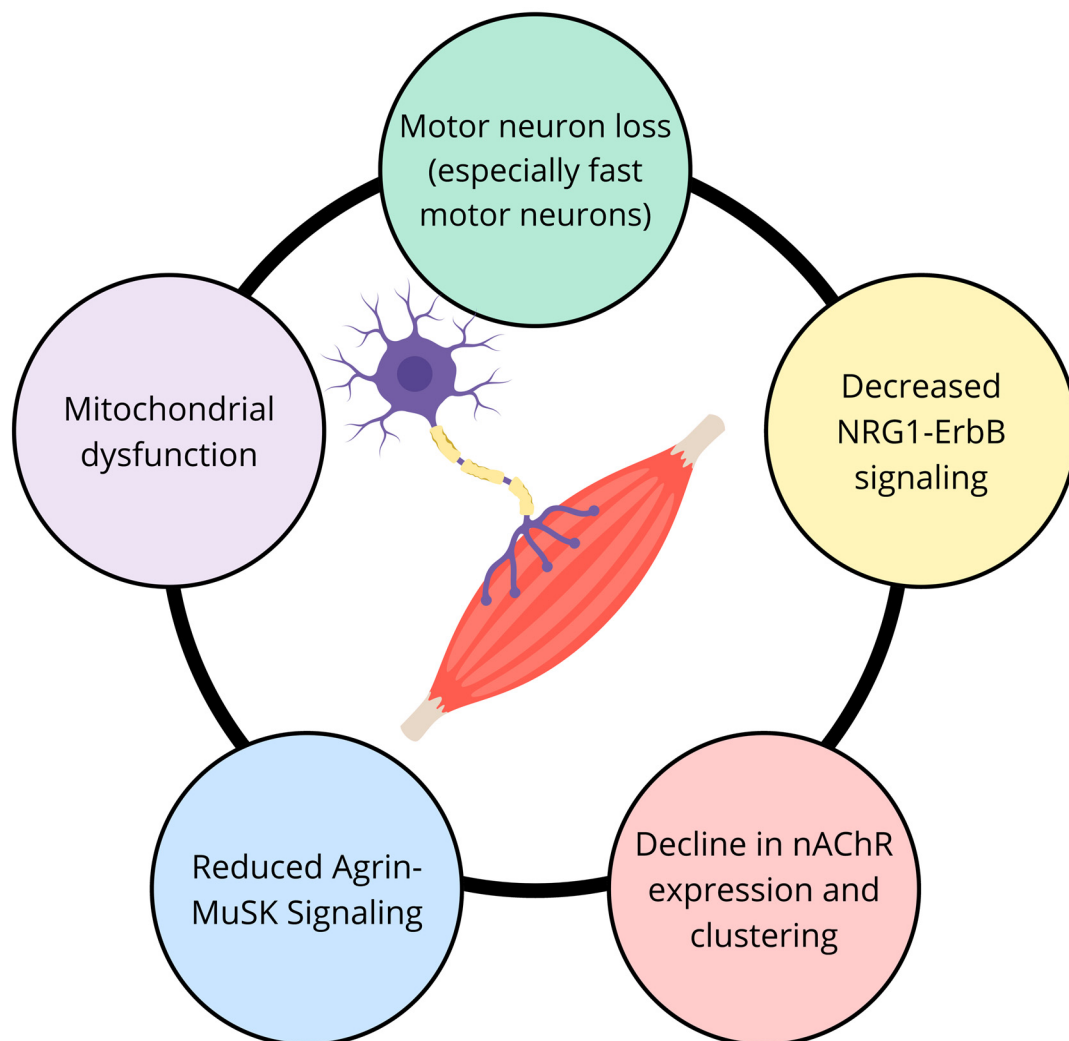 Motor neuron loss
(especially fast
motor neurons)
Decreased
NRG1-ErbB
signaling
Decline in nAChR
expression and
clustering
Reduced Agrin-
MuSK Signaling
Mitochondrial
dysfunction